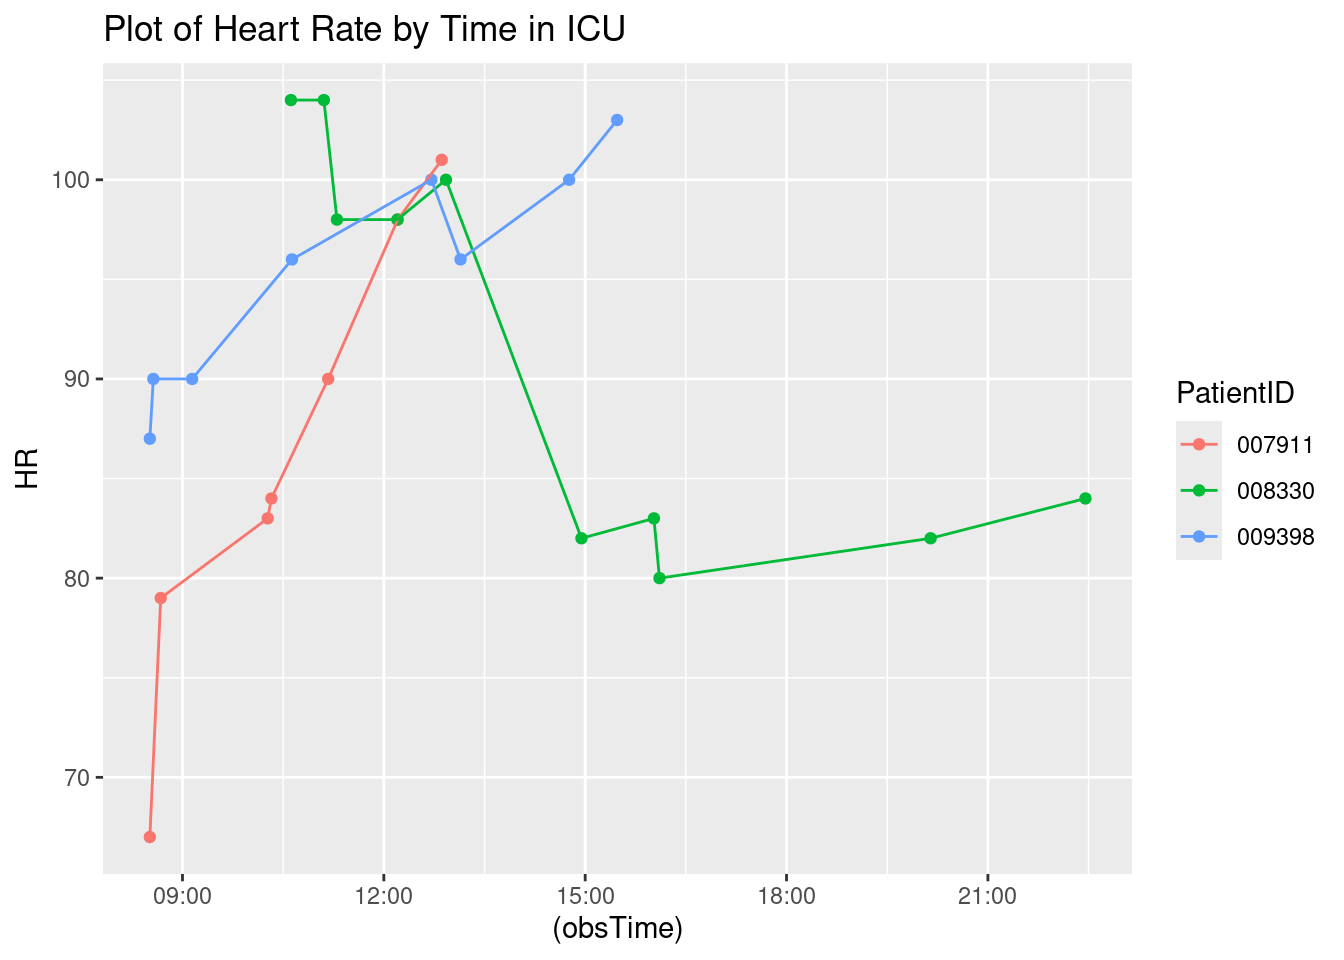 Plot of Heart Rate by Time in ICU
100
90
80
70
HR
09:00 12:00 15:00 18:00 21:00
(obsTime)
PatientID
007911
008330
009398